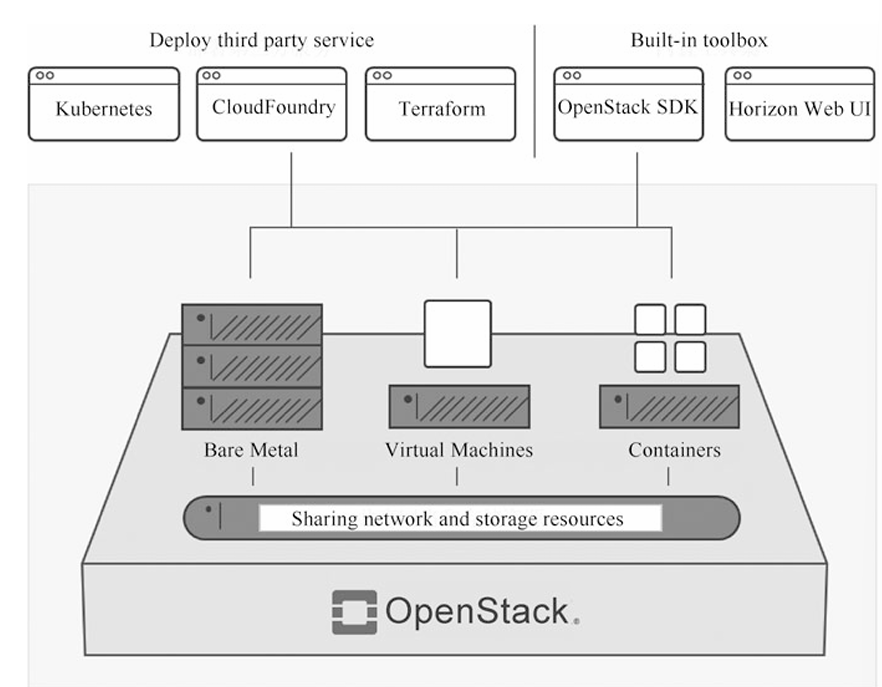 Deploy third party service
Built-in toolbox
Kubernetes
CloudFoundry
Terraform
OpenStack SDK
Horizon Web UI
Bare Metal
Virtual Machines
Containers
Sharing network and storage resources
OpenStack®